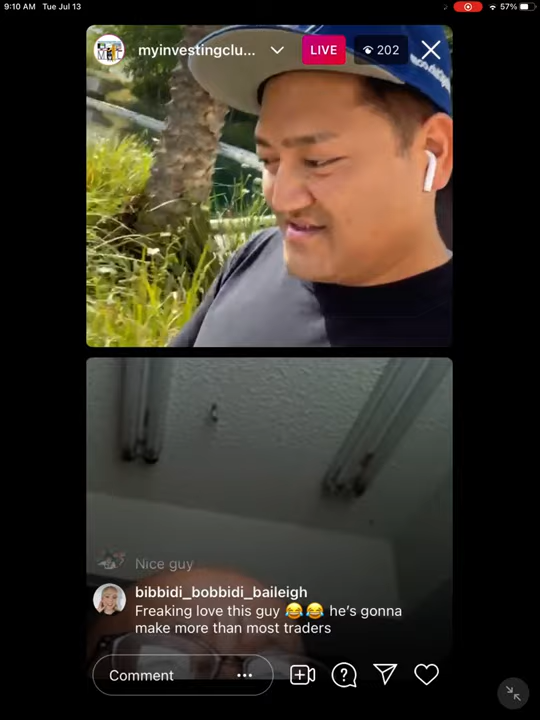 9:10 AM Tue Jul 13
57%
myinvestingclu...
LIVE
202
Nice guy
bibbidi_bobbidi_baileigh
Freaking love this guy 😂😂 he's gonna
make more than most traders
Comment